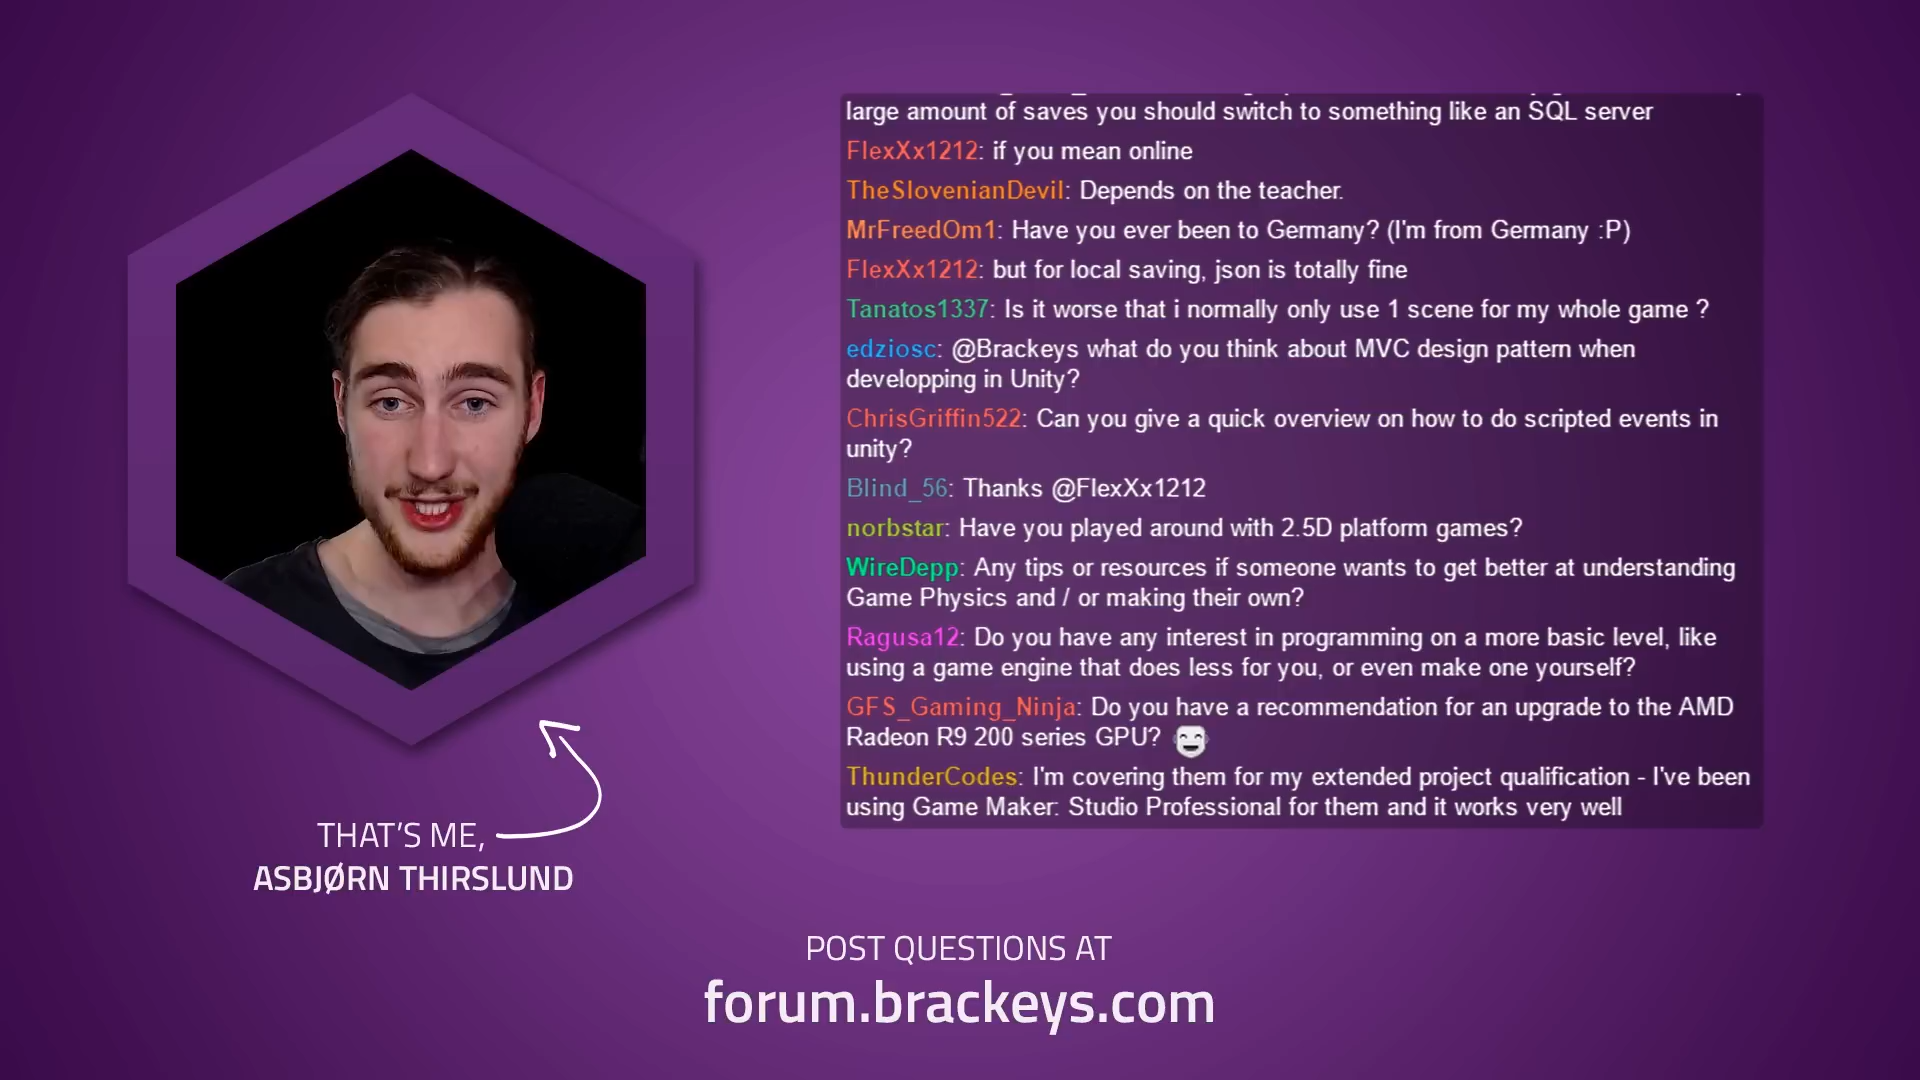 large amount of saves you should switch to something like an SQL server
FlexXx1212: if you mean online
TheSlovenianDevil: Depends on the teacher.
MrFreedOm1: Have you ever been to Germany? (I'm from Germany :P)
FlexXx1212: but for local saving, json is totally fine
Tanatos1337: Is it worse that i normally only use 1 scene for my whole game ?
edziosc: @Brackeys what do you think about MVC design pattern when
developping in Unity?
ChrisGriffin522: Can you give a quick overview on how to do scripted events in
unity?
Blind_56: Thanks @FlexXx1212
norbstar: Have you played around with 2.5D platform games?
WireDepp: Any tips or resources if someone wants to get better at understanding
Game Physics and / or making their own?
Ragusa12: Do you have any interest in programming on a more basic level, like
using a game engine that does less for you, or even make one yourself?
GFS_Gaming_Ninja: Do you have a recommendation for an upgrade to the AMD
Radeon R9 200 series GPU?
ThunderCodes: I'm covering them for my extended project qualification - I've been
using Game Maker: Studio Professional for them and it works very well
THAT'S ME,
ASBJØRN THIRSLUND
POST QUESTIONS AT
forum.brackeys.com